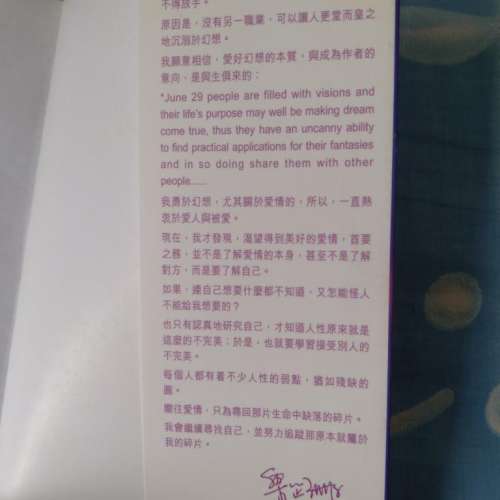 不得放手。
原因是，沒有另一職業，可以讓人更堂而皇之
地沉溺於幻想。
我願意相信，愛好幻想的本質，與成為作者的
意向，是與生俱來的：
"June 29 people are filled with visions and
their life's purpose may well be making dream
come true, thus they have an uncanny ability
to find practical applications for their fantasies
and in so doing share them with other
people......
我勇於幻想，尤其關於愛情的，所以，一直熱
衷於愛人與被愛。
現在，我才發現，渴望得到美好的愛情，首要
之務，並不是了解愛情的本身，甚至不是了解
對方，而是要了解自己。
如果，連自己想要什麼都不知道，又怎能怪人
不能給我想要的？
也只有認真地研究自己，才知道人性原來就是
這麼的不完美；於是，也就要學習接受別人的
不完美。
每個人都有着不少人性的弱點，猶如殘缺的
圓。
嚮往愛情，只為尋回那片生命中缺落的碎片。
我會繼續尋找自己，並努力追蹤那原本就屬於
我的碎片。